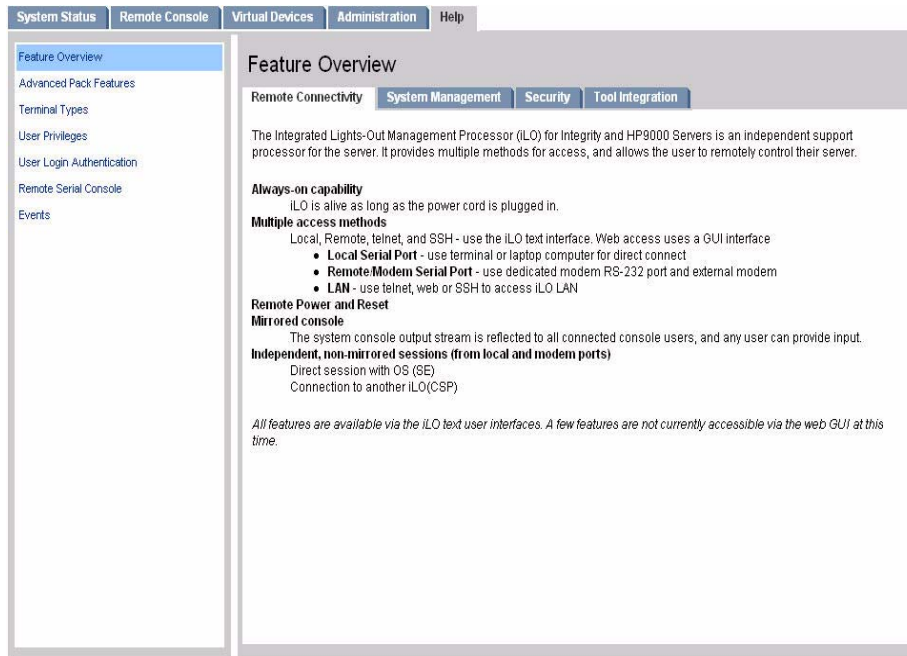 System Status
Remote Console
Virtual Devices
Administration
Help
Feature Overview
Advanced Pack Features
Terminal Types
User Privileges
User Login Authentication
Remote Serial Console
Events
Feature Overview
Remote Connectivity
System Management
Security
Tool Integration
The Integrated Lights-Out Management Processor (iLO) for Integrity and HP9000 Servers is an independent support
processor for the server. It provides multiple methods for access, and allows the user to remotely control their server.
Always-on capability
iLO is alive as long as the power cord is plugged in.
Multiple access methods
Local, Remote, telnet, and SSH - use the iLO text interface. Web access uses a GUI interface
• Local Serial Port - use terminal or laptop computer for direct connect
• Remote/Modem Serial Port - use dedicated modem RS-232 port and external modem
• LAN - use telnet, web or SSH to access iLO LAN
Remote Power and Reset
Mirrored console
The system console output stream is reflected to all connected console users, and any user can provide input.
Independent, non-mirrored sessions (from local and modem ports)
Direct session with OS (SE)
Connection to another iLO(CSP)
All features are available via the iLO text user interfaces. A few features are not currently accessible via the web GUI at this
time.